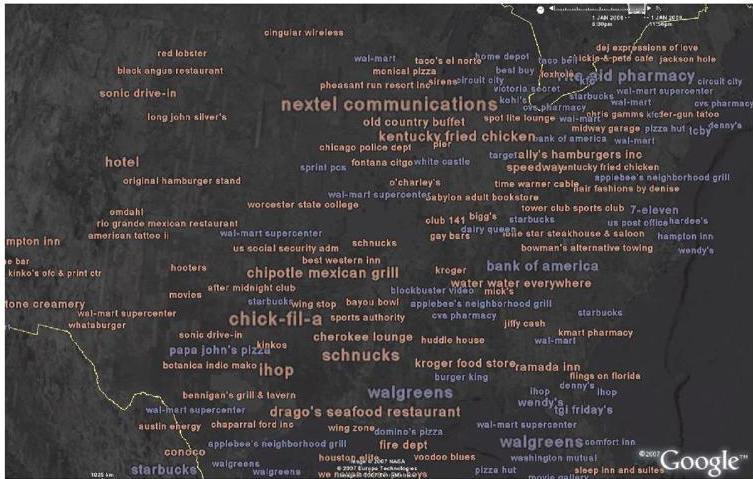 1 JAN 2008 1 JAN 2008
6:30pm 11:56pm
cingular wireless
dej expressions of love
red lobster
wal-mart
taco's el norte
home depot
taco bell
jackson hole
black angus restaurant
monical pizza
best buy
pheasant run resort inc
circuit city
pharmacy
circuit city
sonic drive-in
victoria secret
starbucks
wal-mart supercenter
nextel communications
kohl's
wal-mart
cvs pharmacy
cvs pharmacy
long john silver's
old country buffet
spot lite lounge
wal-mart
chris gamms
kentucky fried chicken
midway garage
pizza hut
tcby
denny's
bank of america
wal-mart
chicago police dept
pier
hotel
fontana citgo
white castle
target
rally's hamburgers inc
sprint pcs
speedway
kentucky fried chicken
original hamburger stand
o'charley's
time warner cable
applebee's neighborhood grill
hair fashions by denise
wal-mart supercenter
babylon adult bookstore
omdahl
worcester state college
tower club sports club
7-eleven
rio grande mexican restaurant
club 141
bigg's
starbucks
us post office
hardee's
american tattoo ii
wal-mart supercenter
gay bars
dairy queen
lone star steakhouse & saloon
hampton inn
mpton inn
us social security adm
schnucks
bowman's alternative towing
wendy's
e bar
best western inn
kinko's ofc & print ctr
hooters
chipotle mexican grill
kroger
bank of america
movies
after midnight club
blockbuster video
mick's
water water everywhere
tone creamery
starbucks
wing stop
bayou bowl
applebee's neighborhood grill
wal-mart supercenter
chick-fil-a
sports authority
cvs pharmacy
starbucks
whataburger
jiffy cash
sonic drive-in
kinkos
cherokee lounge
huddle house
kmart pharmacy
papa john's pizza
schnucks
wal-mart
botanica indio mako
ihop
kroger food store
ramada inn
burger king
flings on florida
bennigan's grill & tavern
walgreens
ihop
denny's
ihop
wal-mart supercenter
drago's seafood restaurant
wendy's
tgi friday's
austin energy
chaparral ford inc
wing zone
domino's pizza
wal-mart supercenter
applebee's neighborhood grill
fire dept
walgreens
comfort inn
conoco
houston elite
voodoo blues
washington mutual
starbucks
walgreens
walgreens
pizza hut
sleep inn and suites
movie gallery
Image © 2007 NASA
© 2007 Europa Technologies
© 2007 Google™